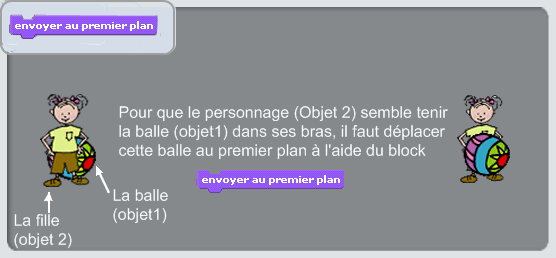 envoyer au premier plan
Pour que le personnage (Objet 2) semble tenir
la balle (objet1) dans ses bras, il faut déplacer
cette balle au premier plan à l'aide du block
envoyer au premier plan
La balle
(objet1)
La fille
(objet 2)